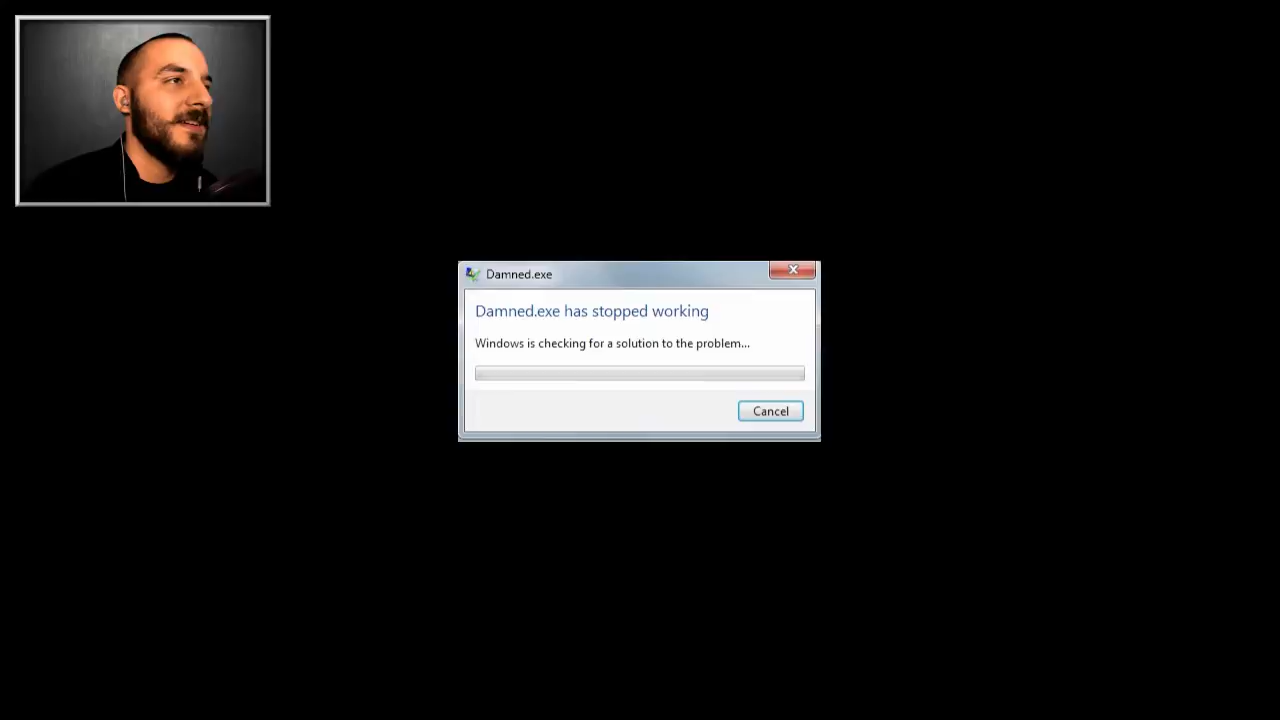 Damned.exe
Damned.exe has stopped working
Windows is checking for a solution to the problem...
Cancel